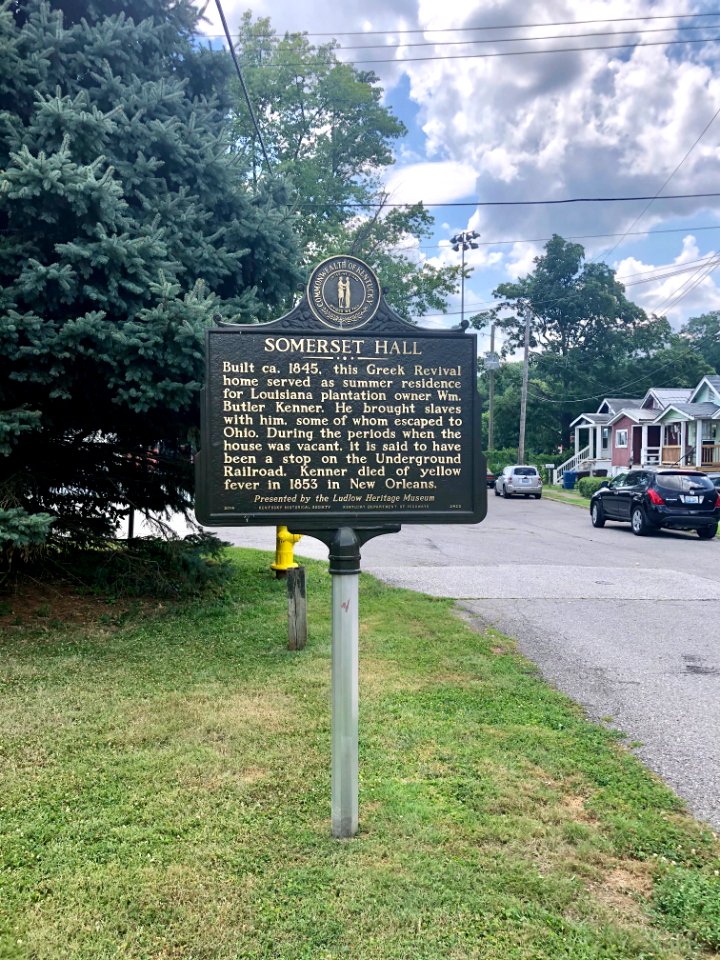 COMMONWEALTH OF KENTUCKY
SOMERSET HALL
Built ca. 1845, this Greek Revival
home served as summer residence
for Louisiana plantation owner Wm.
Butler Kenner. He brought slaves
with him, some of whom escaped to
Ohio. During the periods when the
house was vacant, it is said to have
been a stop on the Underground
Railroad. Kenner died of yellow
fever in 1853 in New Orleans.
Presented by the Ludlow Heritage Museum
KENTUCKY HISTORICAL SOCIETY KENTUCKY DEPARTMENT OF HIGHWAYS